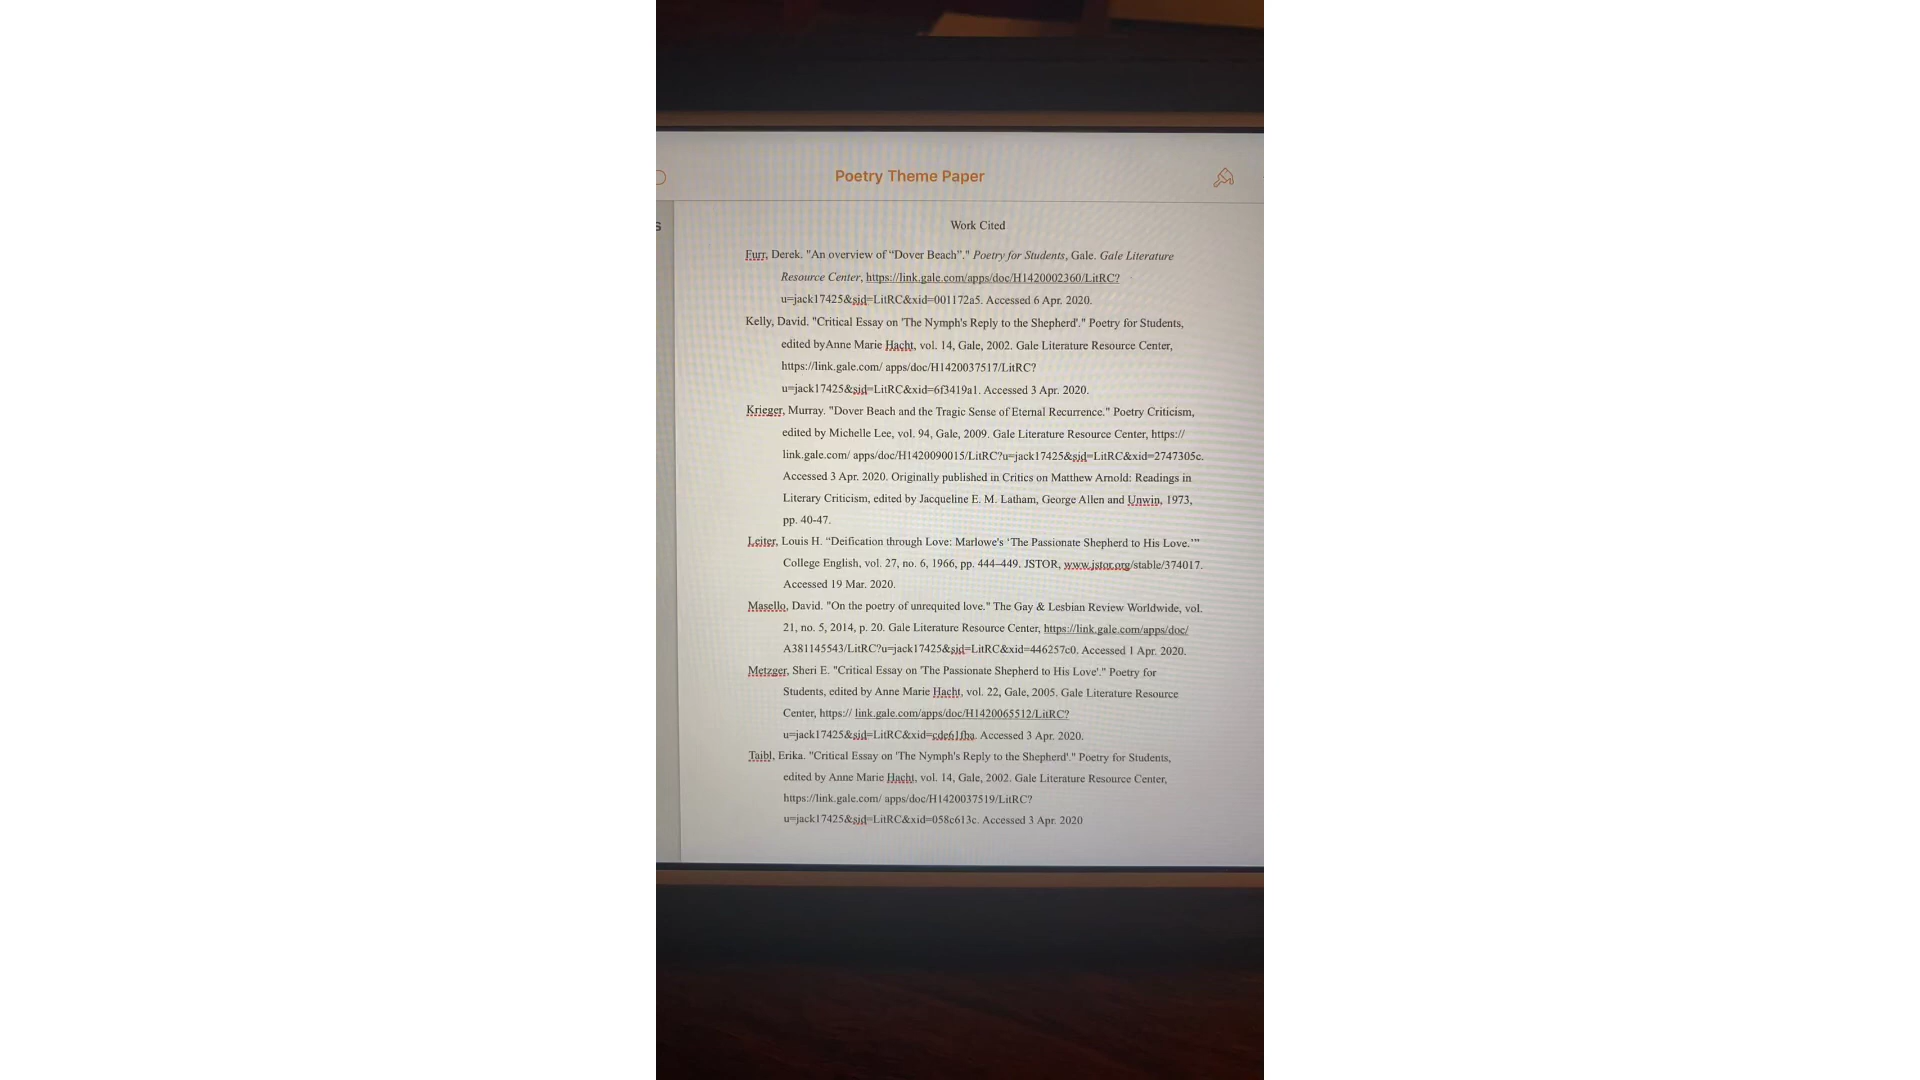 Poetry Theme Paper
s
Work Cited
Furr, Derek. "An overview of “Dover Beach”." Poetry for Students, Gale. Gale Literature
Resource Center, https://link.gale.com/apps/doc/H1420002360/LitRC?
u=jack17425&sid=LitRC&xid=001172a5. Accessed 6 Apr. 2020.
Kelly, David. "Critical Essay on 'The Nymph's Reply to the Shepherd'." Poetry for Students,
edited byAnne Marie Hacht, vol. 14, Gale, 2002. Gale Literature Resource Center,
https://link.gale.com/ apps/doc/H1420037517/LitRC?
u=jack17425&sid=LitRC&xid=6f3419a1. Accessed 3 Apr. 2020.
Krieger, Murray. "Dover Beach and the Tragic Sense of Eternal Recurrence." Poetry Criticism,
edited by Michelle Lee, vol. 94, Gale, 2009. Gale Literature Resource Center, https://
link.gale.com/ apps/doc/H1420090015/LitRC?u=jack17425&sid=LitRC&xid=2747305c.
Accessed 3 Apr. 2020. Originally published in Critics on Matthew Arnold: Readings in
Literary Criticism, edited by Jacqueline E. M. Latham, George Allen and Unwin, 1973,
pp. 40-47.
Leiter, Louis H. “Deification through Love: Marlowe's ‘The Passionate Shepherd to His Love.’”
College English, vol. 27, no. 6, 1966, pp. 444–449. JSTOR, www.jstor.org/stable/374017.
Accessed 19 Mar. 2020.
Masello, David. "On the poetry of unrequited love." The Gay & Lesbian Review Worldwide, vol.
21, no. 5, 2014, p. 20. Gale Literature Resource Center, https://link.gale.com/apps/doc/
A381145543/LitRC?u=jack17425&sid=LitRC&xid=446257c0. Accessed 1 Apr. 2020.
Metzger, Sheri E. "Critical Essay on 'The Passionate Shepherd to His Love'." Poetry for
Students, edited by Anne Marie Hacht, vol. 22, Gale, 2005. Gale Literature Resource
Center, https:// link.gale.com/apps/doc/H1420065512/LitRC?
u=jack17425&sid=LitRC&xid=cdc61fba. Accessed 3 Apr. 2020.
Taibl, Erika. "Critical Essay on 'The Nymph's Reply to the Shepherd'." Poetry for Students,
edited by Anne Marie Hacht, vol. 14, Gale, 2002. Gale Literature Resource Center,
https://link.gale.com/ apps/doc/H1420037519/LitRC?
u=jack17425&sid=LitRC&xid=058c613c. Accessed 3 Apr. 2020